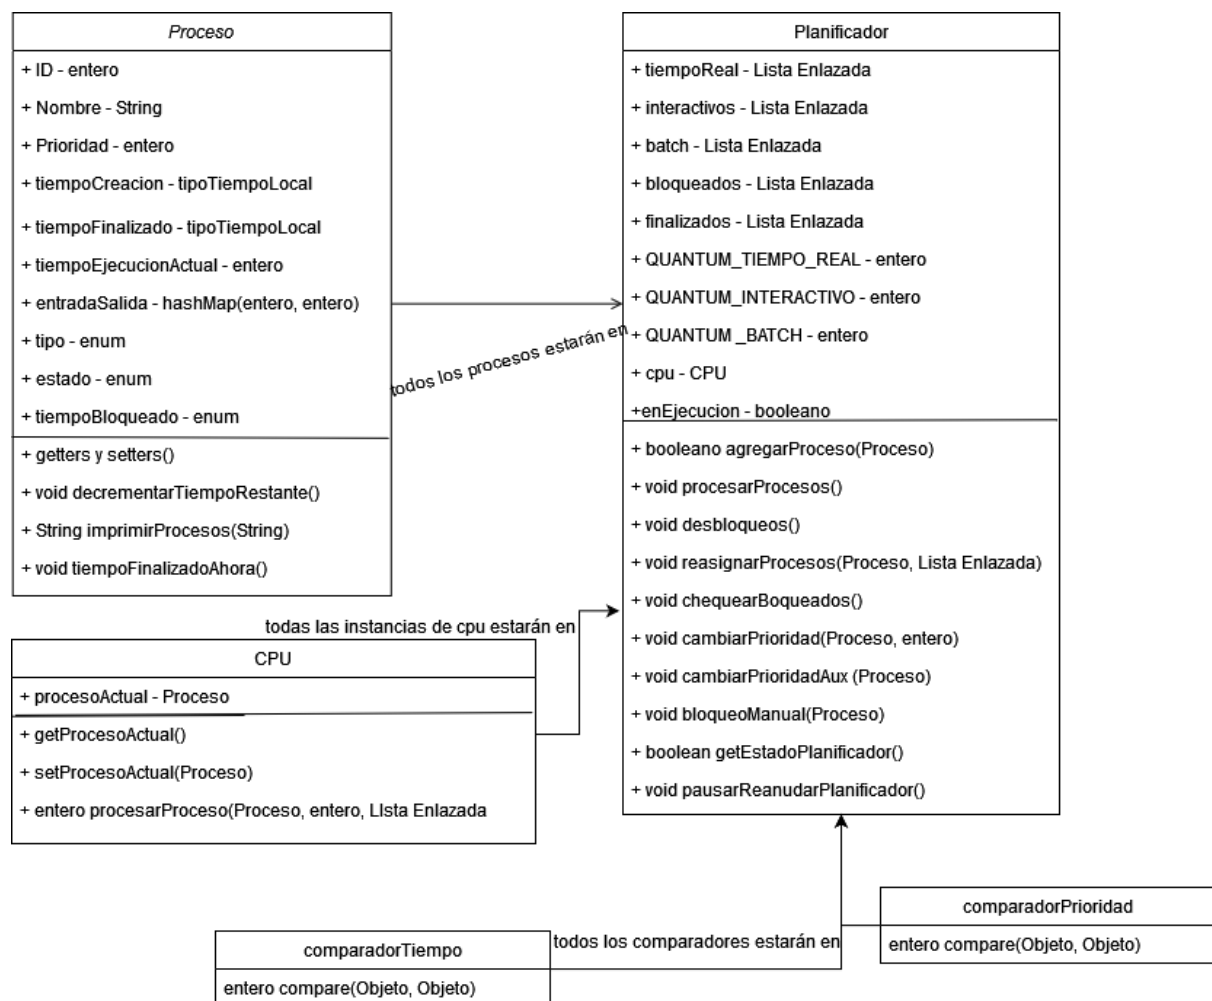 Proceso
+ ID - entero
+ Nombre - String
+ Prioridad - entero
+ tiempoCreacion - tipoTiempoLocal
+ tiempoFinalizado - tipoTiempoLocal
+ tiempoEjecucionActual - entero
+ entradaSalida - hashMap(entero, entero)
+ tipo - enum
+ estado - enum
+ tiempoBloqueado - enum
+ getters y setters()
+ void decrementarTiempoRestante()
+ String imprimirProcesos(String)
+ void tiempoFinalizadoAhora()
todos los procesos estarán en
Planificador
+ tiempoReal - Lista Enlazada
+ interactivos - Lista Enlazada
+ batch - Lista Enlazada
+ bloqueados - Lista Enlazada
+ finalizados - Lista Enlazada
+ QUANTUM_TIEMPO_REAL - entero
+ QUANTUM_INTERACTIVO - entero
+ QUANTUM _BATCH - entero
+ cpu - CPU
+enEjecucion - booleano
+ booleano agregarProceso(Proceso)
+ void procesarProcesos()
+ void desbloqueos()
+ void reasignarProcesos(Proceso, Lista Enlazada)
+ void chequearBoqueados()
+ void cambiarPrioridad(Proceso, entero)
+ void cambiarPrioridadAux (Proceso)
+ void bloqueoManual(Proceso)
+ boolean getEstadoPlanificador()
+ void pausarReanudarPlanificador()
todas las instancias de cpu estarán en
CPU
+ procesoActual - Proceso
+ getProcesoActual()
+ setProcesoActual(Proceso)
+ entero procesarProceso(Proceso, entero, LIsta Enlazada
comparadorPrioridad
entero compare(Objeto, Objeto)
todos los comparadores estarán en
comparadorTiempo
entero compare(Objeto, Objeto)